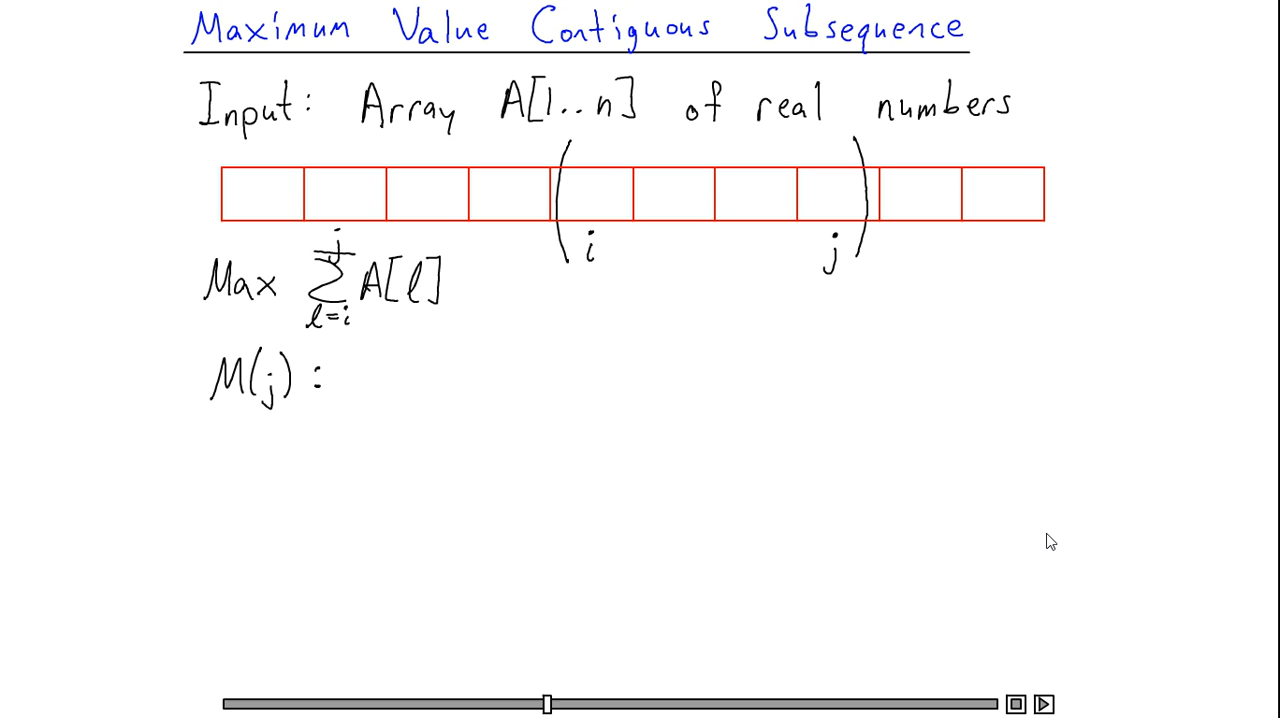 Maximum Value Contiguous Subsequence
Input: Array A[1..n] of real numbers
i j
Max ∑_{l=i}^{j} A[l]
M(j) :